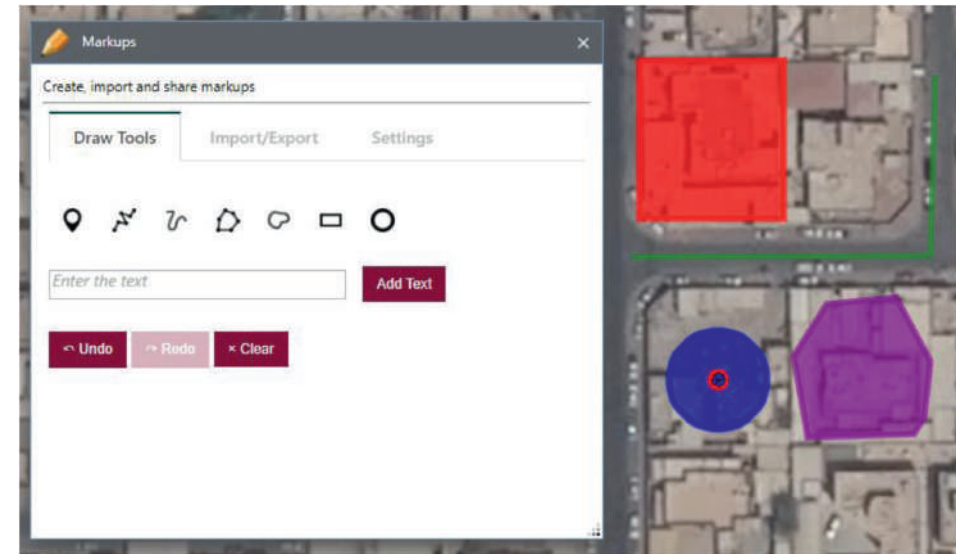 Markups
Create, import and share markups
Draw Tools Import/Export Settings
Enter the text
Add Text
Undo Redo × Clear